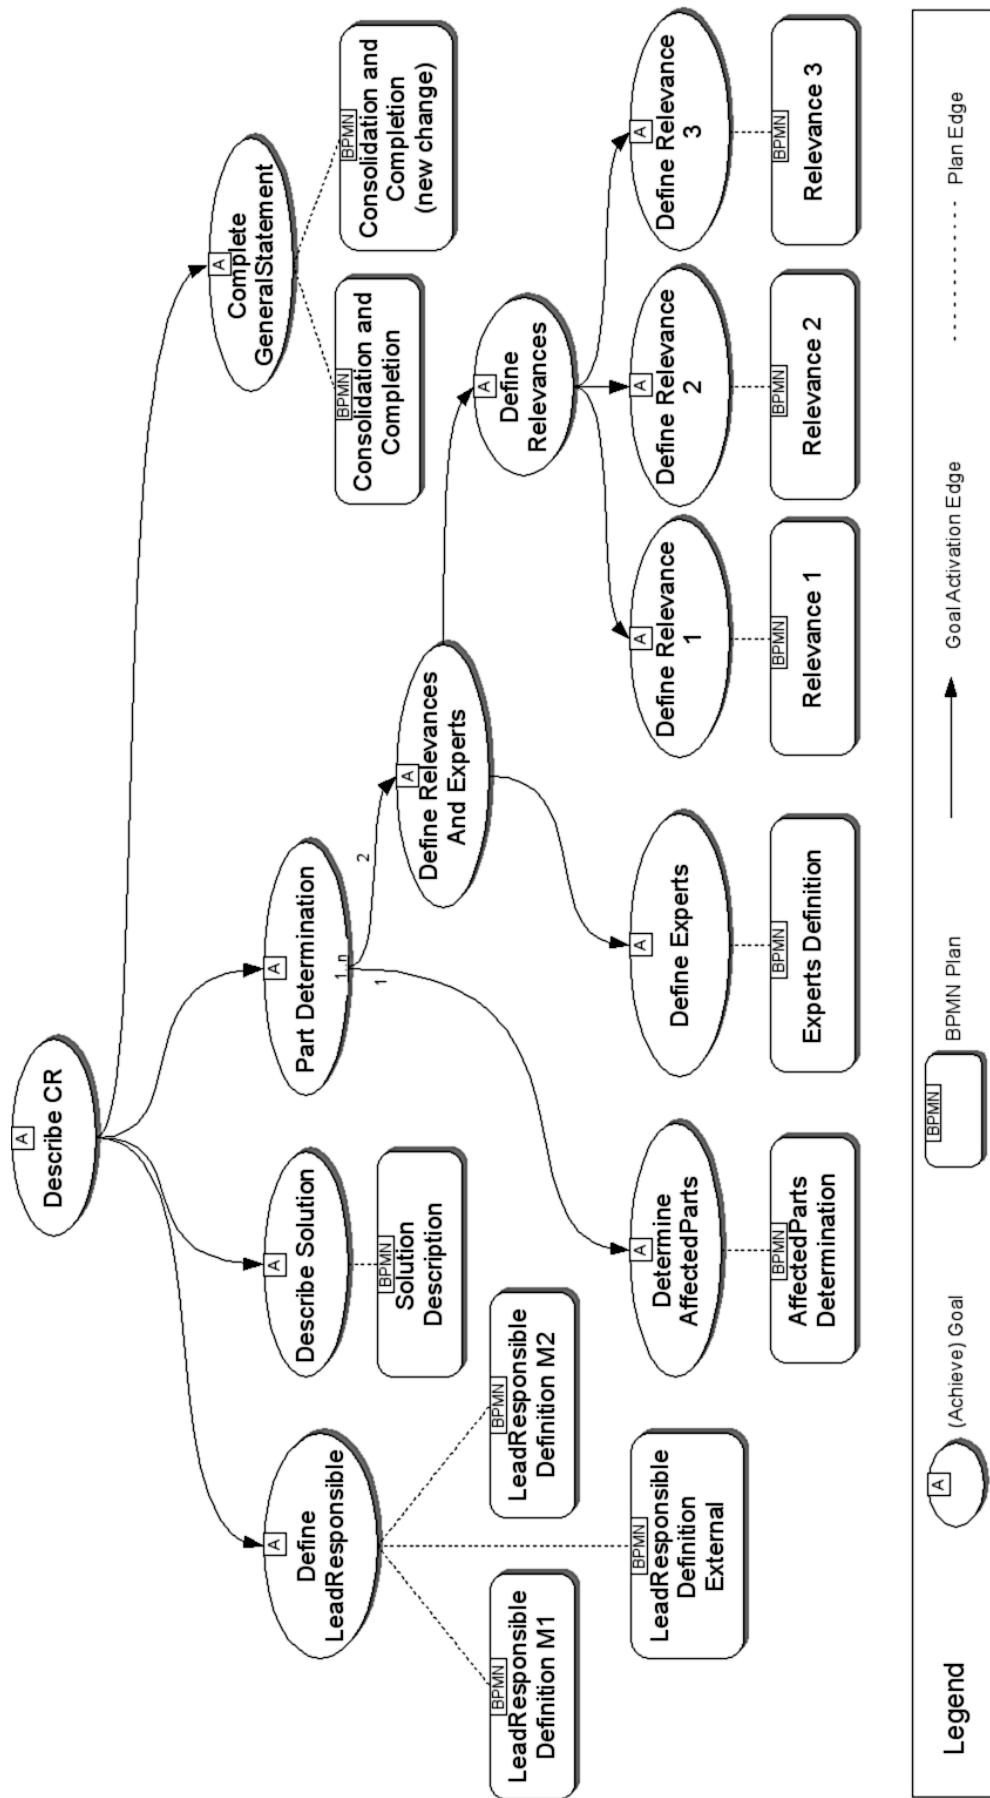 A
Describe CR
A
Define
LeadResponsible
A
Describe Solution
A
Part Determination
1..n
1
2
A
Complete
GeneralStatement
BPMN
Solution
Description
BPMN
Consolidation and
Completion
BPMN
Consolidation and
Completion
(new change)
A
Define Relevances
And Experts
BPMN
LeadResponsible
Definition M1
BPMN
LeadResponsible
Definition M2
A
Define
Relevances
BPMN
LeadResponsible
Definition
External
A
Determine
AffectedParts
A
Define Experts
A
Define Relevance
1
A
Define Relevance
2
A
Define Relevance
3
BPMN
AffectedParts
Determination
BPMN
Experts Definition
BPMN
Relevance 1
BPMN
Relevance 2
BPMN
Relevance 3
Legend
A
(Achieve) Goal
BPMN
BPMN Plan
Goal Activation Edge
Plan Edge